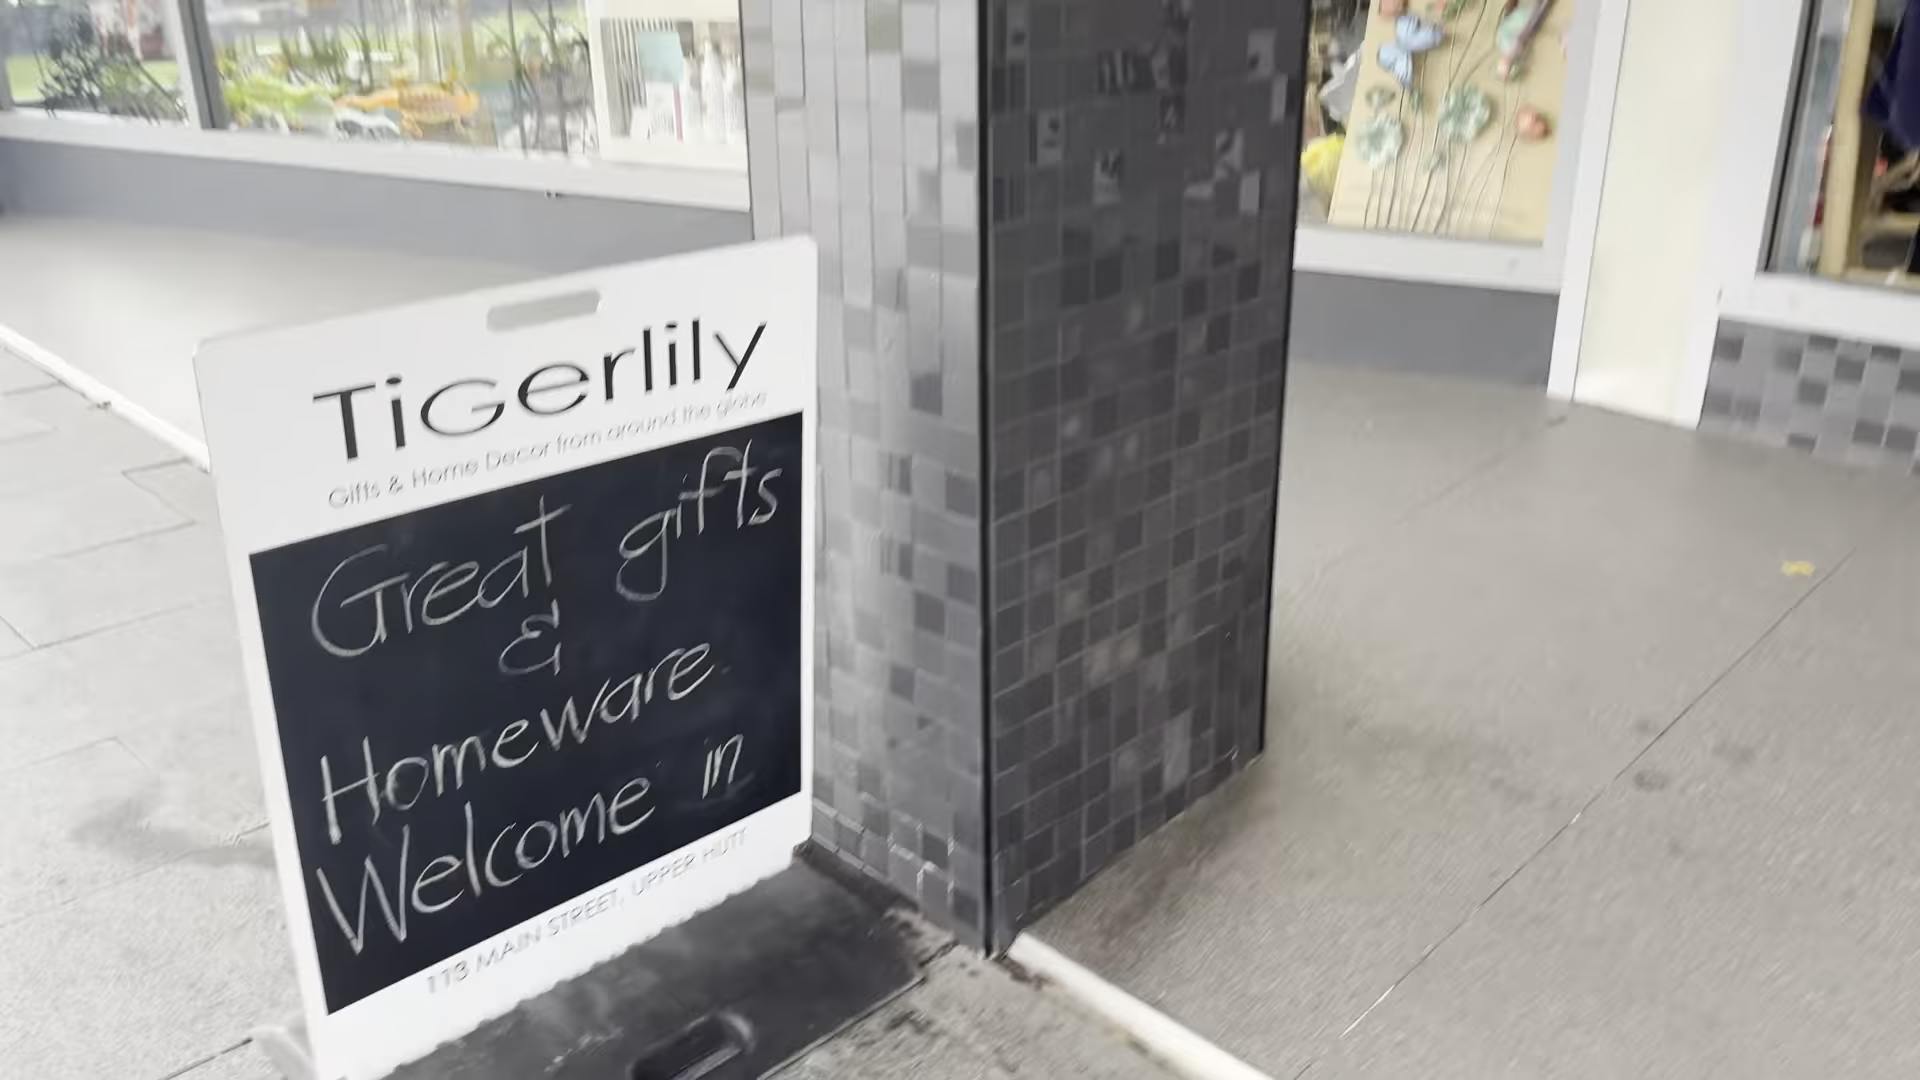 TiGerlily
Gifts & Home Decor from around the globe
Great gifts
&
Homeware
Welcome in
113 MAIN STREET, UPPER HUTT